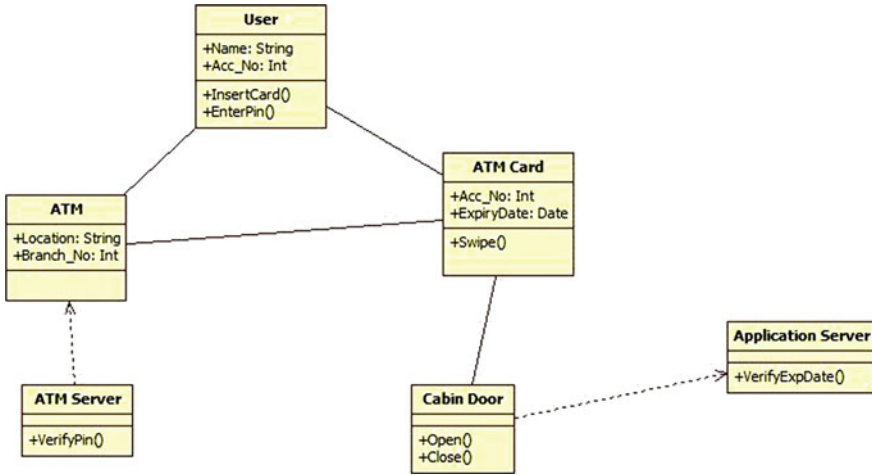 User
+Name: String
+Acc_No: Int
+InsertCard()
+EnterPin()
ATM Card
+Acc_No: Int
+ExpiryDate: Date
+Swipe()
ATM
+Location: String
+Branch_No: Int
Application Server
+VerifyExpDate()
ATM Server
+VerifyPin()
Cabin Door
+Open()
+Close()